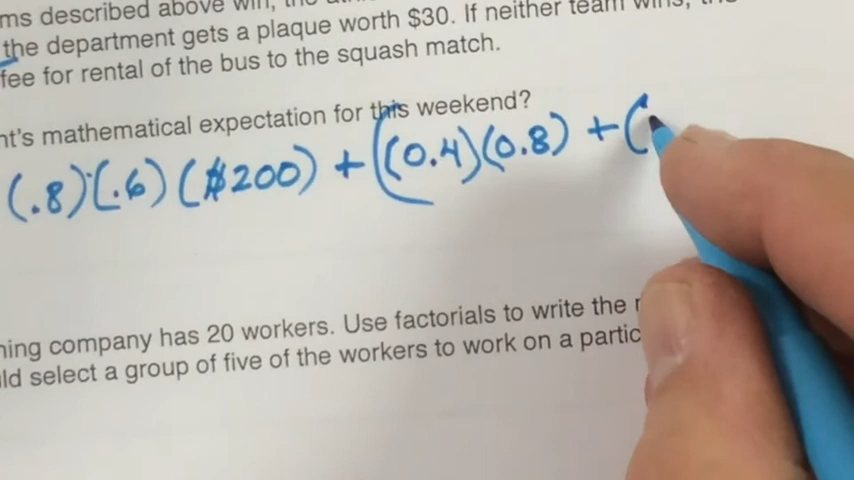 ms described above win,
the department gets a plaque worth $30. If neither team wins,
fee for rental of the bus to the squash match.
nt's mathematical expectation for this weekend?
(.8)·(.6)($200) + ((0.4)(0.8) + (
ning company has 20 workers. Use factorials to write the
ld select a group of five of the workers to work on a partic